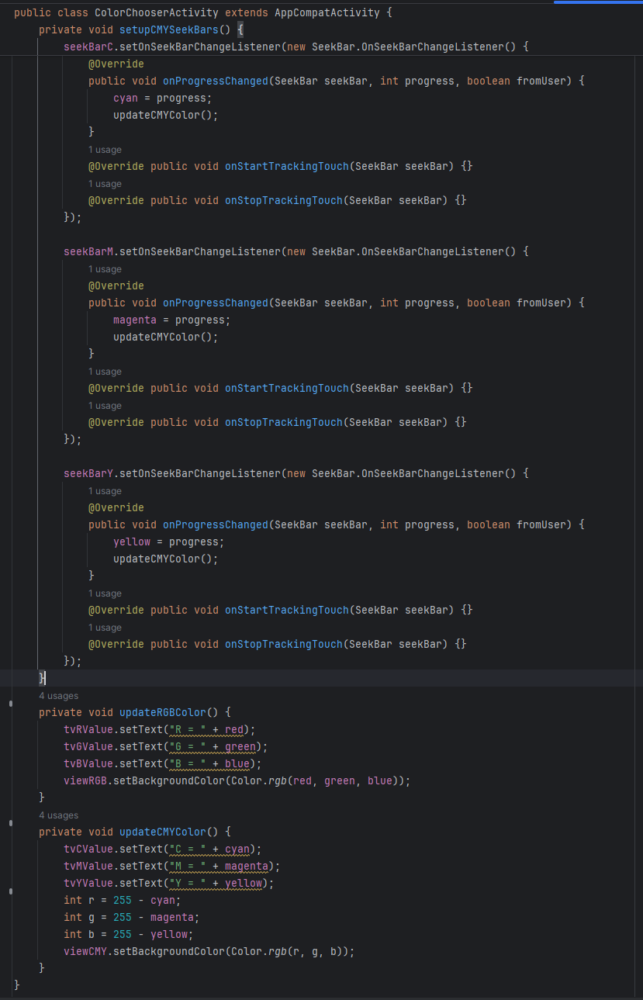 public class ColorChooserActivity extends AppCompatActivity {
    private void setupCMYSeekBars() {
        seekBarC.setOnSeekBarChangeListener(new SeekBar.OnSeekBarChangeListener() {
            @Override
            public void onProgressChanged(SeekBar seekBar, int progress, boolean fromUser) {
                cyan = progress;
                updateCMYColor();
            }
            1 usage
            @Override public void onStartTrackingTouch(SeekBar seekBar) {}
            1 usage
            @Override public void onStopTrackingTouch(SeekBar seekBar) {}
        });

        seekBarM.setOnSeekBarChangeListener(new SeekBar.OnSeekBarChangeListener() {
            1 usage
            @Override
            public void onProgressChanged(SeekBar seekBar, int progress, boolean fromUser) {
                magenta = progress;
                updateCMYColor();
            }
            1 usage
            @Override public void onStartTrackingTouch(SeekBar seekBar) {}
            1 usage
            @Override public void onStopTrackingTouch(SeekBar seekBar) {}
        });

        seekBarY.setOnSeekBarChangeListener(new SeekBar.OnSeekBarChangeListener() {
            1 usage
            @Override
            public void onProgressChanged(SeekBar seekBar, int progress, boolean fromUser) {
                yellow = progress;
                updateCMYColor();
            }
            1 usage
            @Override public void onStartTrackingTouch(SeekBar seekBar) {}
            1 usage
            @Override public void onStopTrackingTouch(SeekBar seekBar) {}
        });
    }
    4 usages
    private void updateRGBColor() {
        tvRValue.setText("R = " + red);
        tvGValue.setText("G = " + green);
        tvBValue.setText("B = " + blue);
        viewRGB.setBackgroundColor(Color.rgb(red, green, blue));
    }
    4 usages
    private void updateCMYColor() {
        tvCValue.setText("C = " + cyan);
        tvMValue.setText("M = " + magenta);
        tvYValue.setText("Y = " + yellow);
        int r = 255 - cyan;
        int g = 255 - magenta;
        int b = 255 - yellow;
        viewCMY.setBackgroundColor(Color.rgb(r, g, b));
    }
}